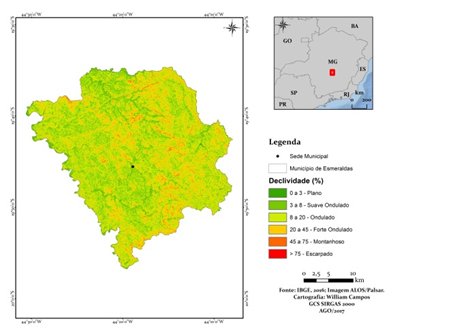 BA
GO
MG
ES
SP
RJ
PR
km
Legenda
Sede Municipal
Município de Esmeraldas
Declividade (%)
0 a 3 - Plano
3 a 8 - Suave Ondulado
8 a 20 - Ondulado
20 a 45 - Forte Ondulado
45 a 75 - Montanhoso
> 75 - Escarpado
0 2,5 5 10
km
Fonte: IBGE, 2016; Imagem ALOS/Palsar.
Cartografia: William Campos
GCS SIRGAS 2000
AGO/2017